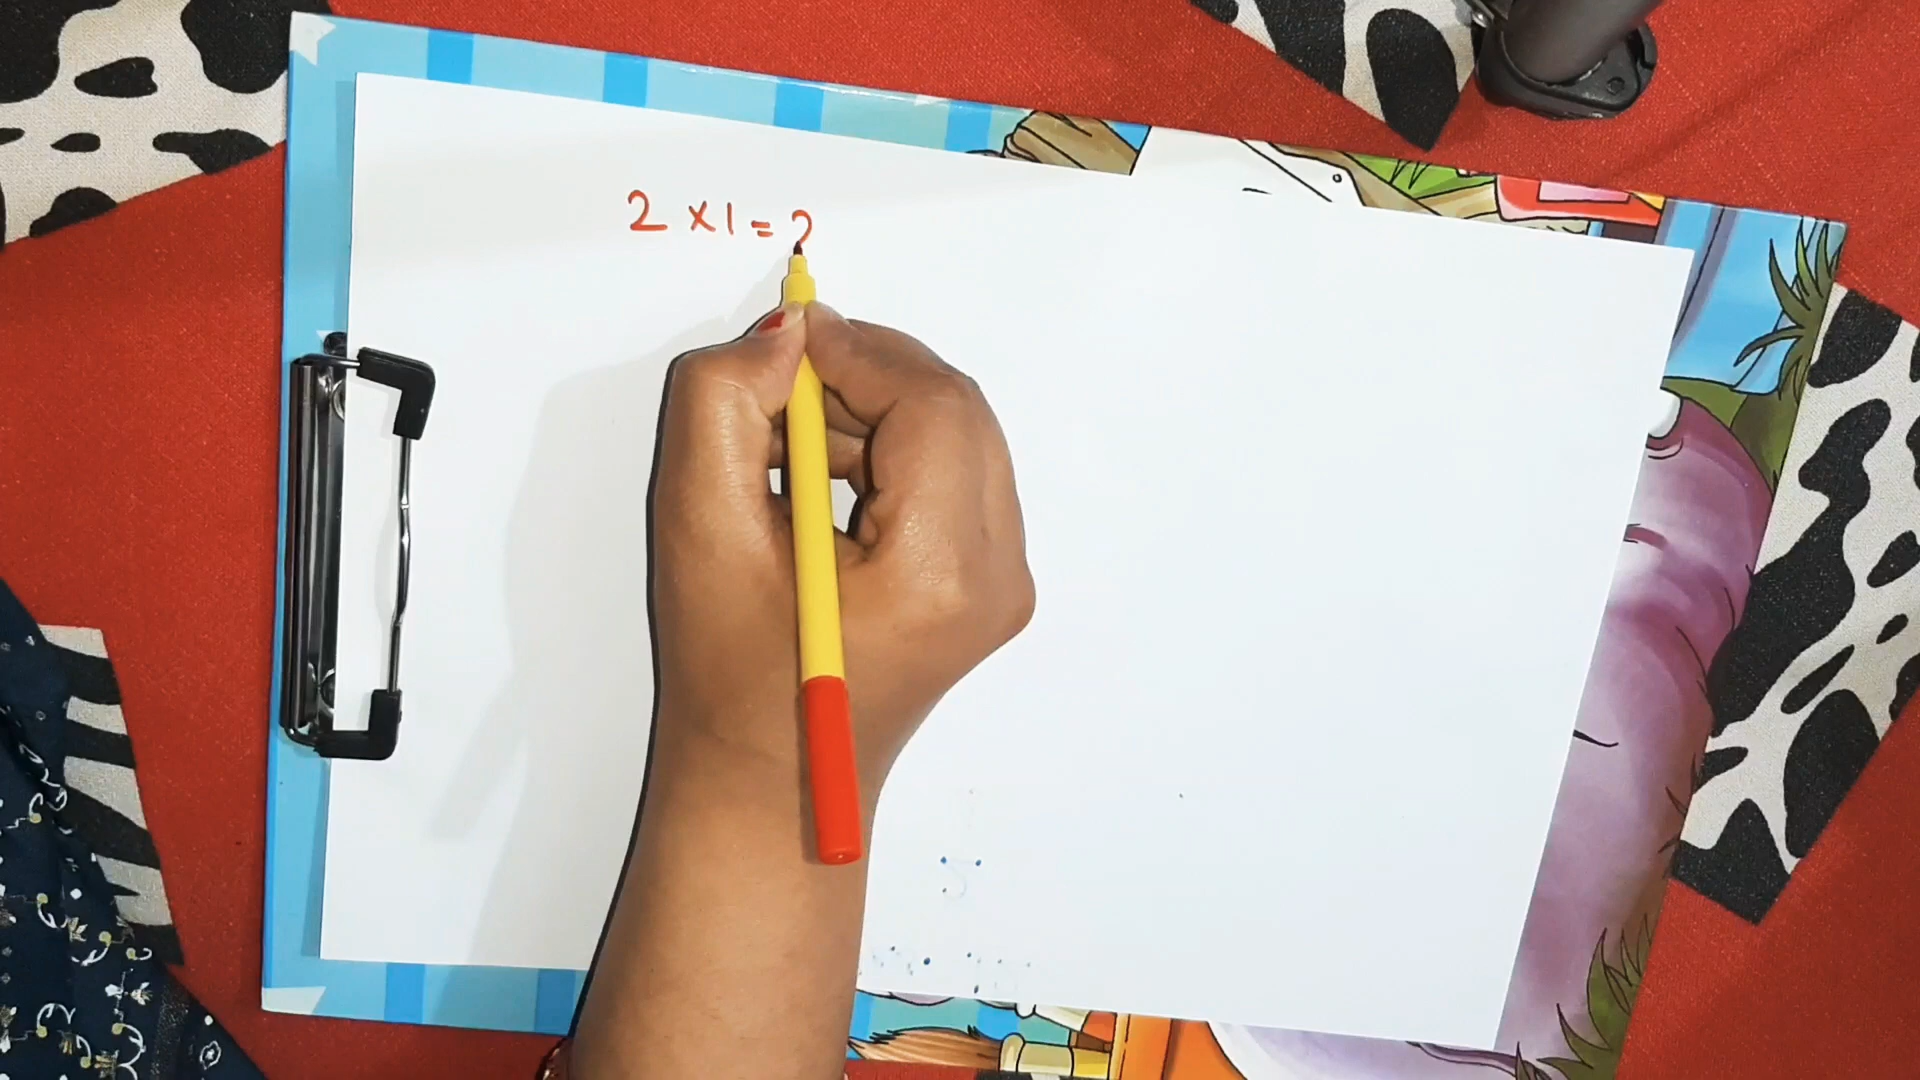 2 × 1 = 2